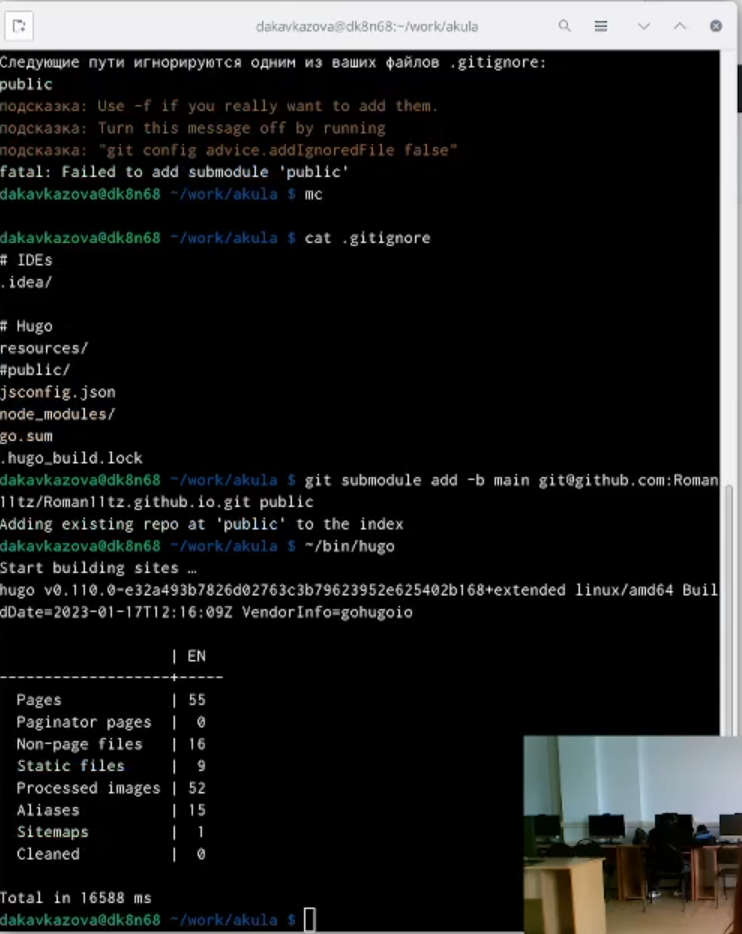 dakavkazova@dk8n68:~/work/akula
Следующие пути игнорируются одним из ваших файлов .gitignore:
public
подсказка: Use -f if you really want to add them.
подсказка: Turn this message off by running
подсказка: "git config advice.addIgnoredFile false"
fatal: Failed to add submodule 'public'
dakavkazova@dk8n68 ~/work/akula $ mc
dakavkazova@dk8n68 ~/work/akula $ cat .gitignore
# IDEs
.idea/
# Hugo
resources/
#public/
jsconfig.json
node_modules/
go.sum
.hugo_build.lock
dakavkazova@dk8n68 ~/work/akula $ git submodule add -b main git@github.com:Roman
11tz/Roman11tz.github.io.git public
Adding existing repo at 'public' to the index
dakavkazova@dk8n68 ~/work/akula $ ~/bin/hugo
Start building sites …
hugo v0.110.0-e32a493b7826d02763c3b79623952e625402b168+extended linux/amd64 Buil
dDate=2023-01-17T12:16:09Z VendorInfo=gohugoio
| EN
-------------------+-----
Pages | 55
Paginator pages | 0
Non-page files | 16
Static files | 9
Processed images | 52
Aliases | 15
Sitemaps | 1
Cleaned | 0
Total in 16588 ms
dakavkazova@dk8n68 ~/work/akula $